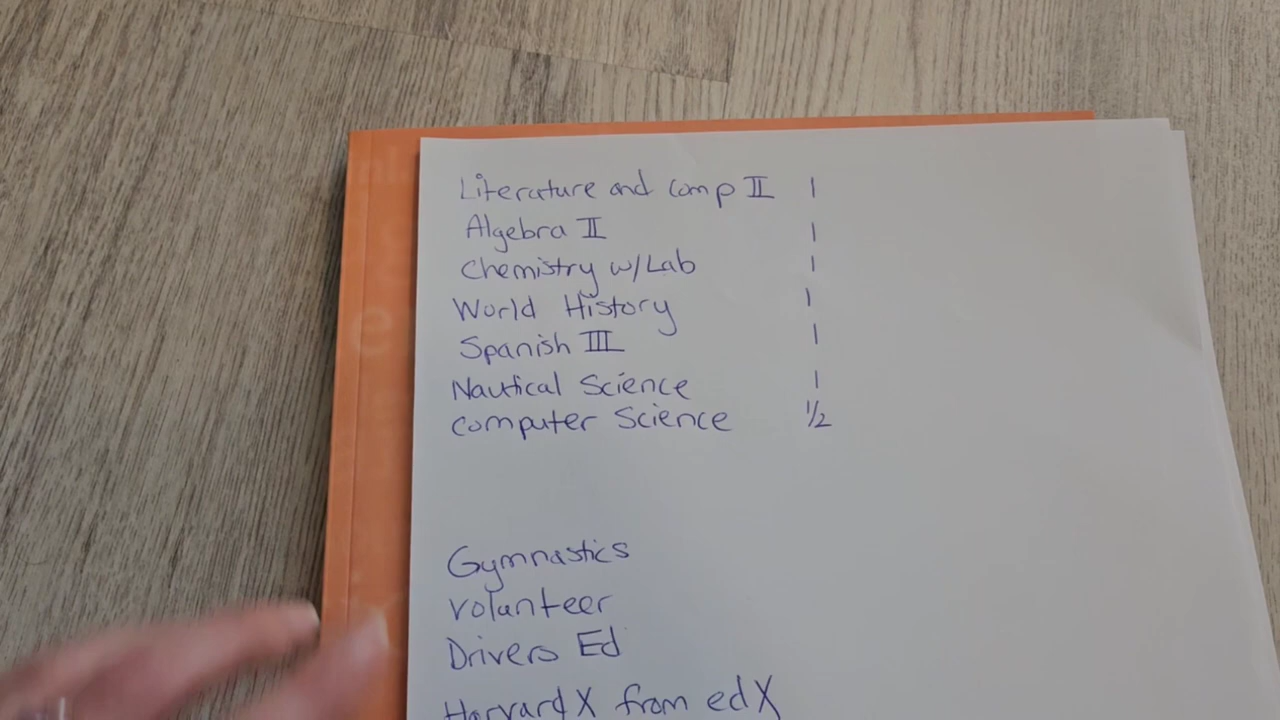 Literature and comp II 1
Algebra II 1
Chemistry w/Lab 1
World History 1
Spanish III 1
Nautical Science 1
Computer Science 1/2
Gymnastics
Volunteer
Drivers Ed
HarvardX from edX